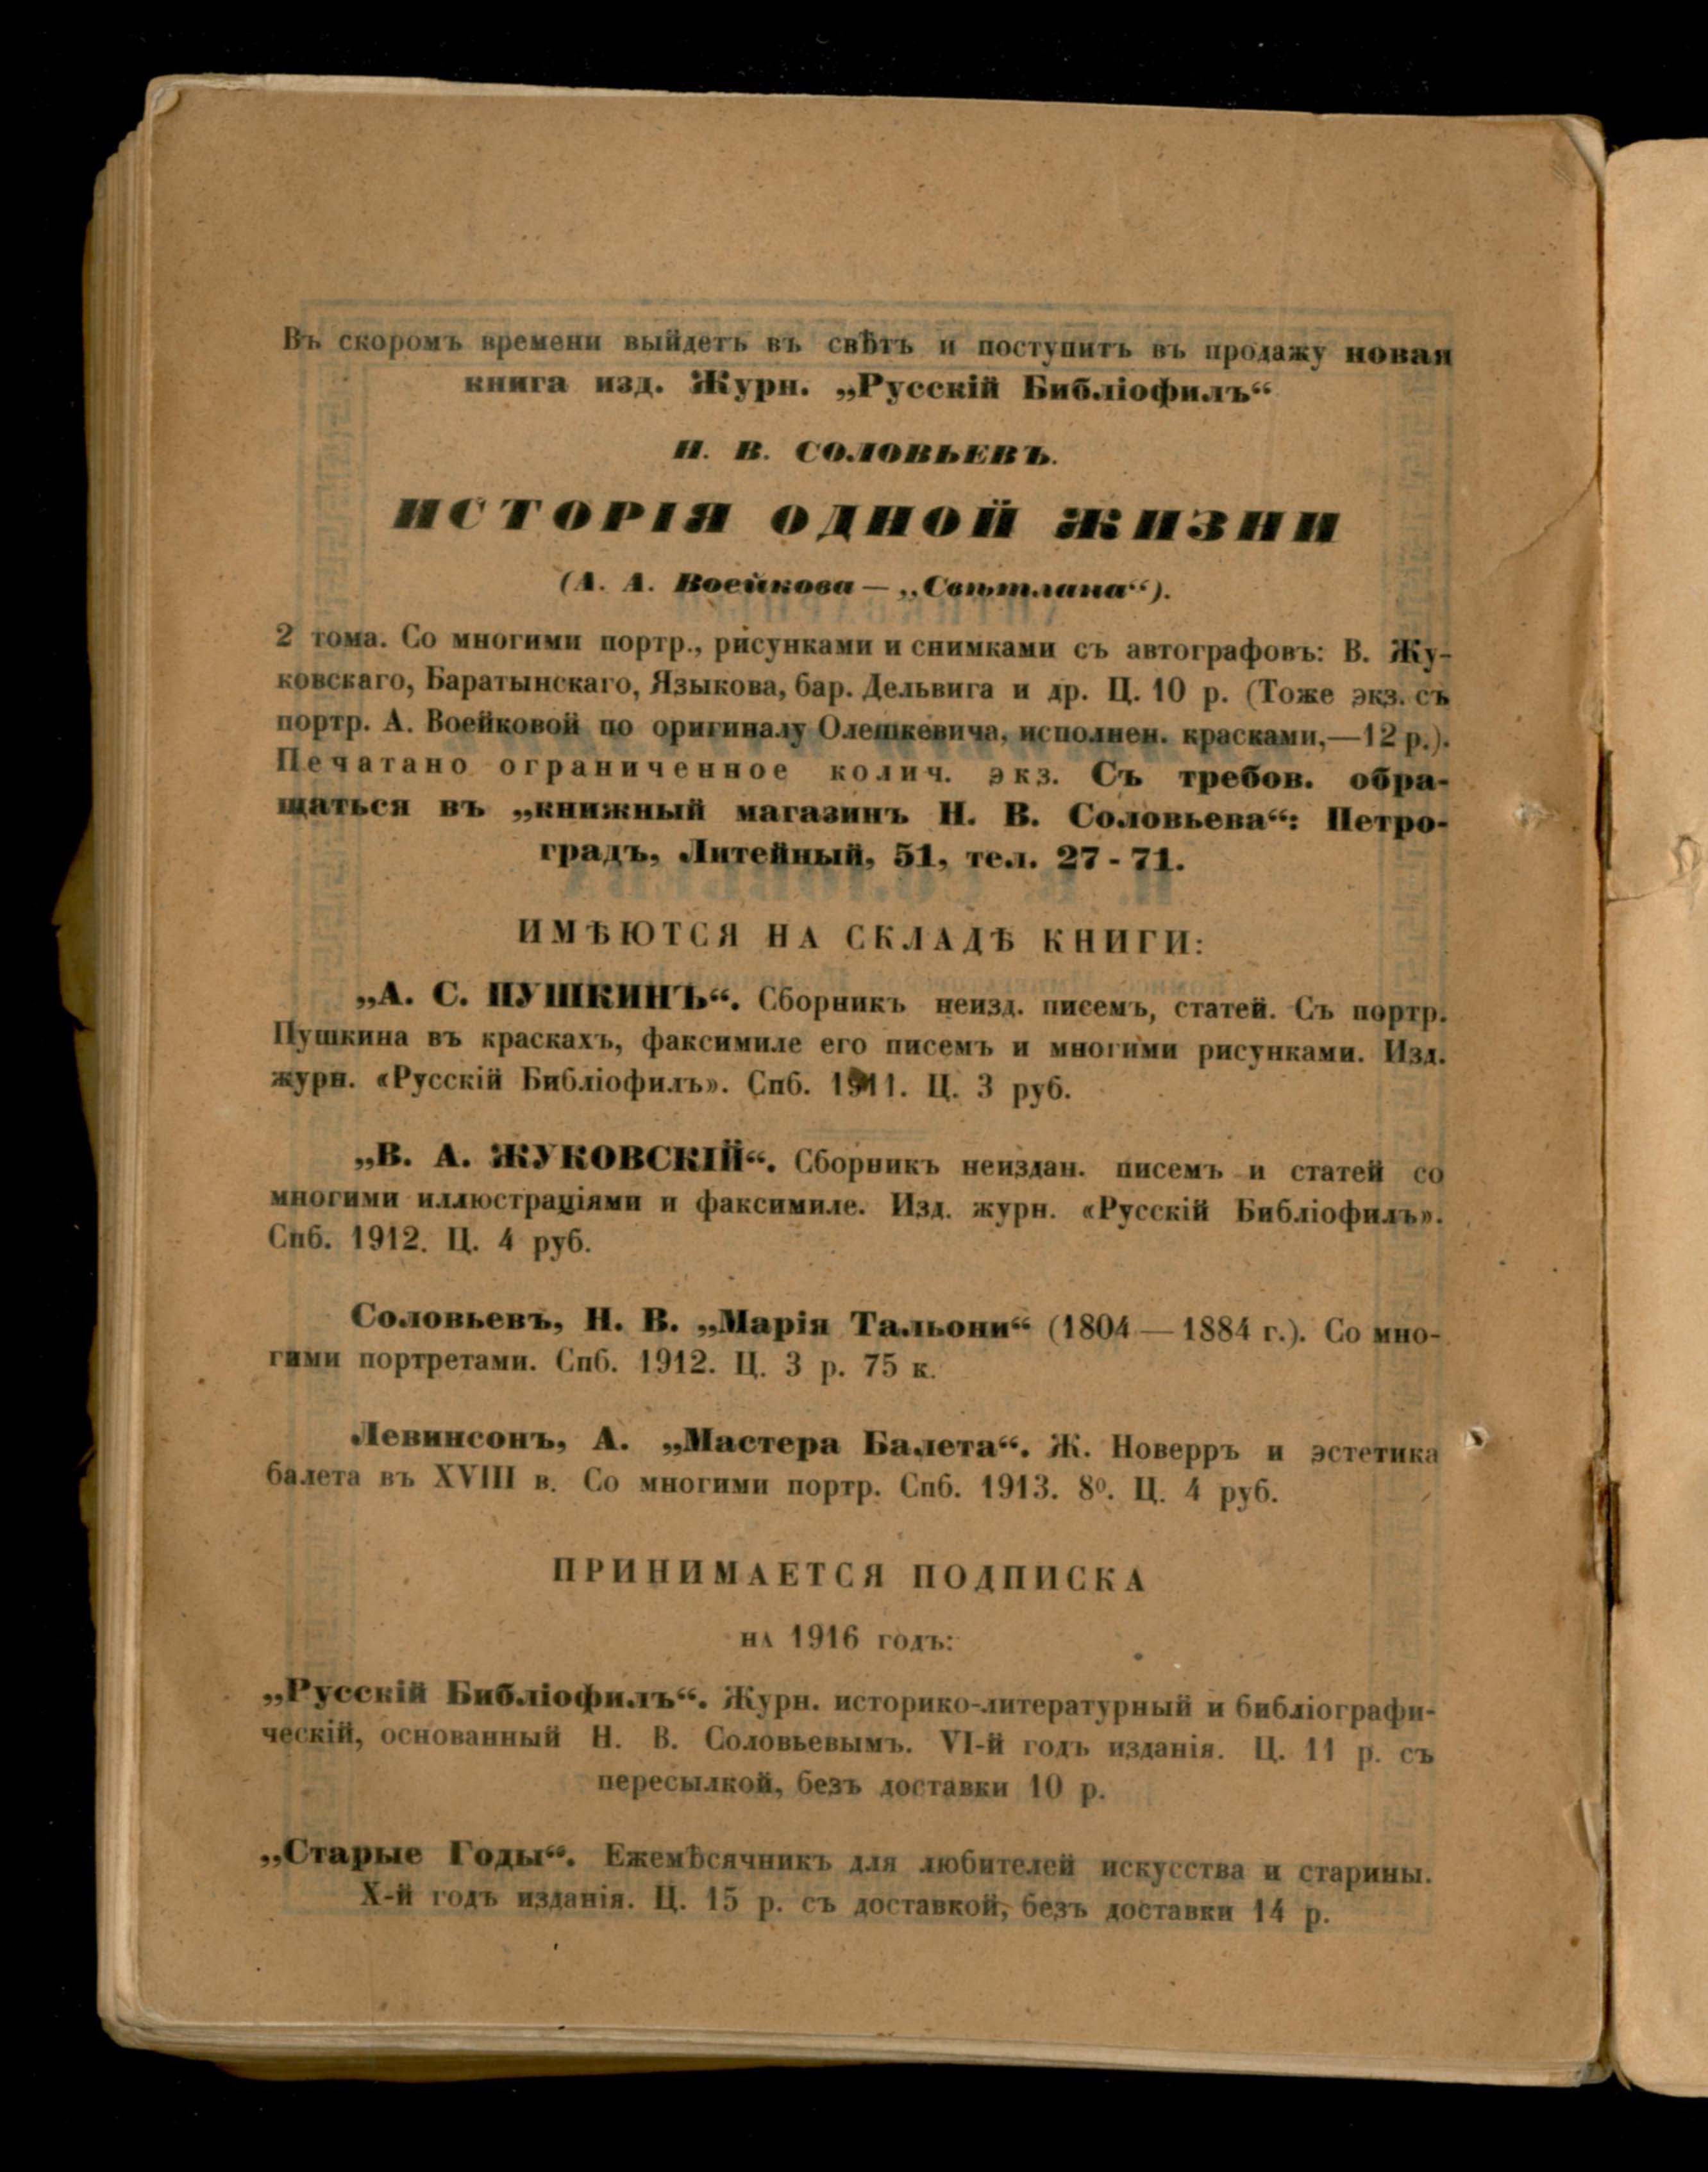 Въ скоромъ времени выйдетъ въ свѣтъ и поступитъ въ продажу новая
книга изд. Журн. „Русскій Библіофилъ“
Н. В. СОЛОВЬЕВЪ.
ИСТОРІЯ ОДНОЙ ЖИЗНИ
(А. А. Воейкова — „Свѣтлана“).
2 тома. Со многими портр., рисунками и снимками съ автографовъ: В. Жу-
ковскаго, Баратынскаго, Языкова, бар. Дельвига и др. Ц. 10 р. (Тоже экз. съ
портр. А. Воейковой по оригиналу Олешкевича, исполнен. красками,—12 р.).
Печатано ограниченное колич. экз. Съ требов. обра-
щаться въ „книжный магазинъ Н. В. Соловьева“: Петро-
градъ, Литейный, 51, тел. 27 - 71.
ИМѢЮТСЯ НА СКЛАДѢ КНИГИ:
„А. С. ПУШКИНЪ“. Сборникъ неизд. писемъ, статей. Съ портр.
Пушкина въ краскахъ, факсимиле его писемъ и многими рисунками. Изд.
журн. «Русскій Библіофилъ». Спб. 1911. Ц. 3 руб.
„В. А. ЖУКОВСКІЙ“. Сборникъ неиздан. писемъ и статей со
многими иллюстраціями и факсимиле. Изд. журн. «Русскій Библіофилъ».
Спб. 1912. Ц. 4 руб.
Соловьевъ, Н. В. „Марія Тальони“ (1804 — 1884 г.). Со мно-
гими портретами. Спб. 1912. Ц. 3 р. 75 к.
Левинсонъ, А. „Мастера Балета“. Ж. Новерръ и эстетика
балета въ XVIII в. Со многими портр. Спб. 1913. 8º. Ц. 4 руб.
ПРИНИМАЕТСЯ ПОДПИСКА
НА 1916 годъ:
„Русскій Библіофилъ“. Журн. историко-литературный и библіографи-
ческій, основанный Н. В. Соловьевымъ. VI-й годъ изданія. Ц. 11 р. съ
пересылкой, безъ доставки 10 р.
„Старые Годы“. Ежемѣсячникъ для любителей искусства и старины.
X-й годъ изданія. Ц. 15 р. съ доставкой, безъ доставки 14 р.